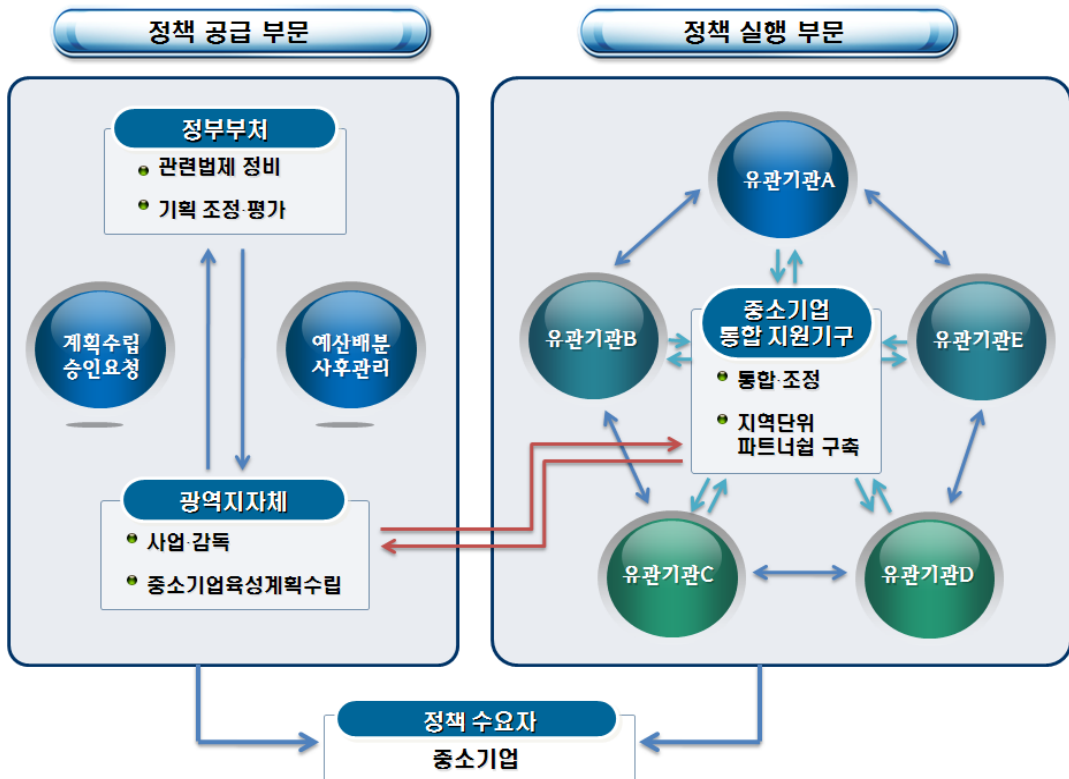 정책 공급 부문
정부부처
관련법제 정비
기획 조정·평가
계획수립
승인요청
예산배분
사후관리
광역지자체
사업·감독
중소기업육성계획수립
정책 실행 부문
유관기관A
유관기관B
중소기업
통합 지원기구
통합·조정
지역단위
파트너쉽 구축
유관기관E
유관기관C
유관기관D
정책 수요자
중소기업